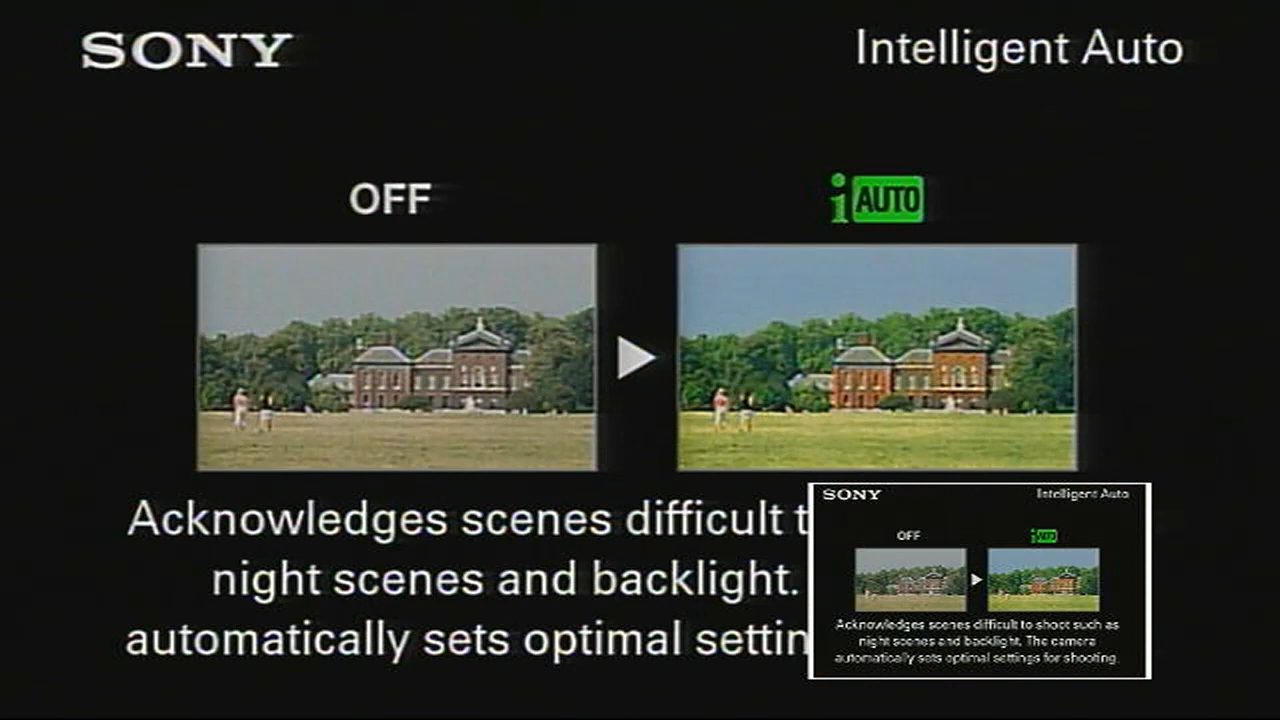 SONY
Intelligent Auto
OFF
iAUTO
Acknowledges scenes difficult t
night scenes and backlight.
automatically sets optimal settin
SONY
Intelligent Auto
OFF
iAUTO
Acknowledges scenes difficult to shoot such as
night scenes and backlight. The camera
automatically sets optimal settings for shooting.